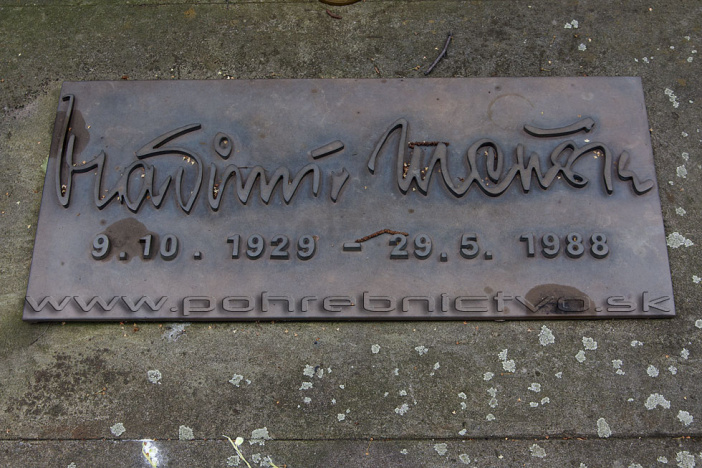 Vladimír Menšík
9. 10. 1929 – 29. 5. 1988
www.pohrebnictvo.sk